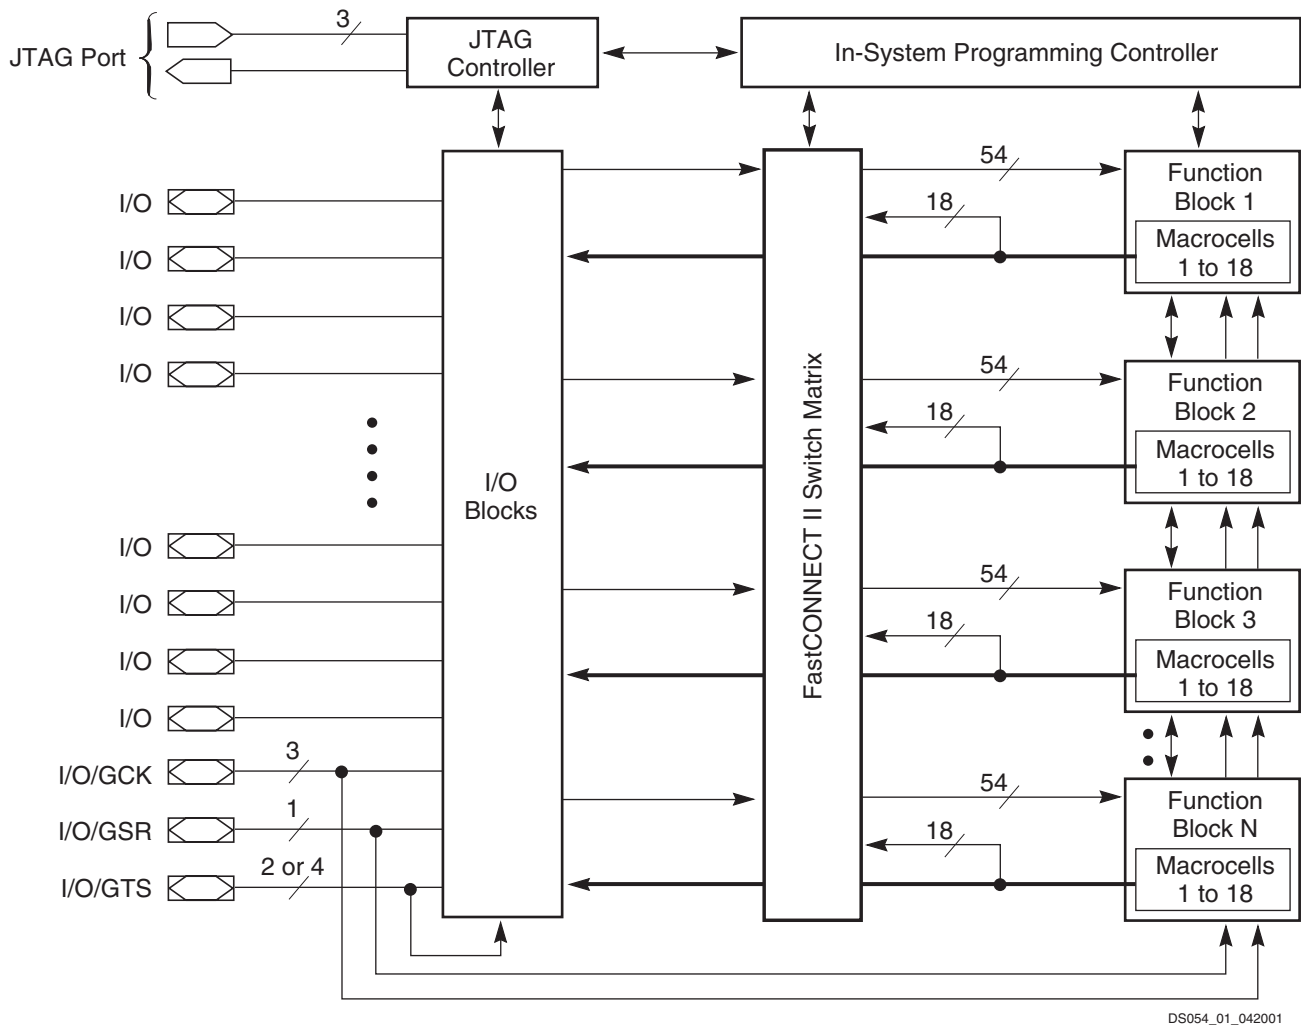 JTAG Port
3
JTAG
Controller
In-System Programming Controller
I/O
I/O
I/O
I/O
I/O
I/O
I/O
I/O
I/O/GCK
3
I/O/GSR
1
I/O/GTS
2 or 4
I/O
Blocks
FastCONNECT II Switch Matrix
54
18
Function
Block 1
Macrocells
1 to 18
54
18
Function
Block 2
Macrocells
1 to 18
54
18
Function
Block 3
Macrocells
1 to 18
54
18
Function
Block N
Macrocells
1 to 18
DS054_01_042001